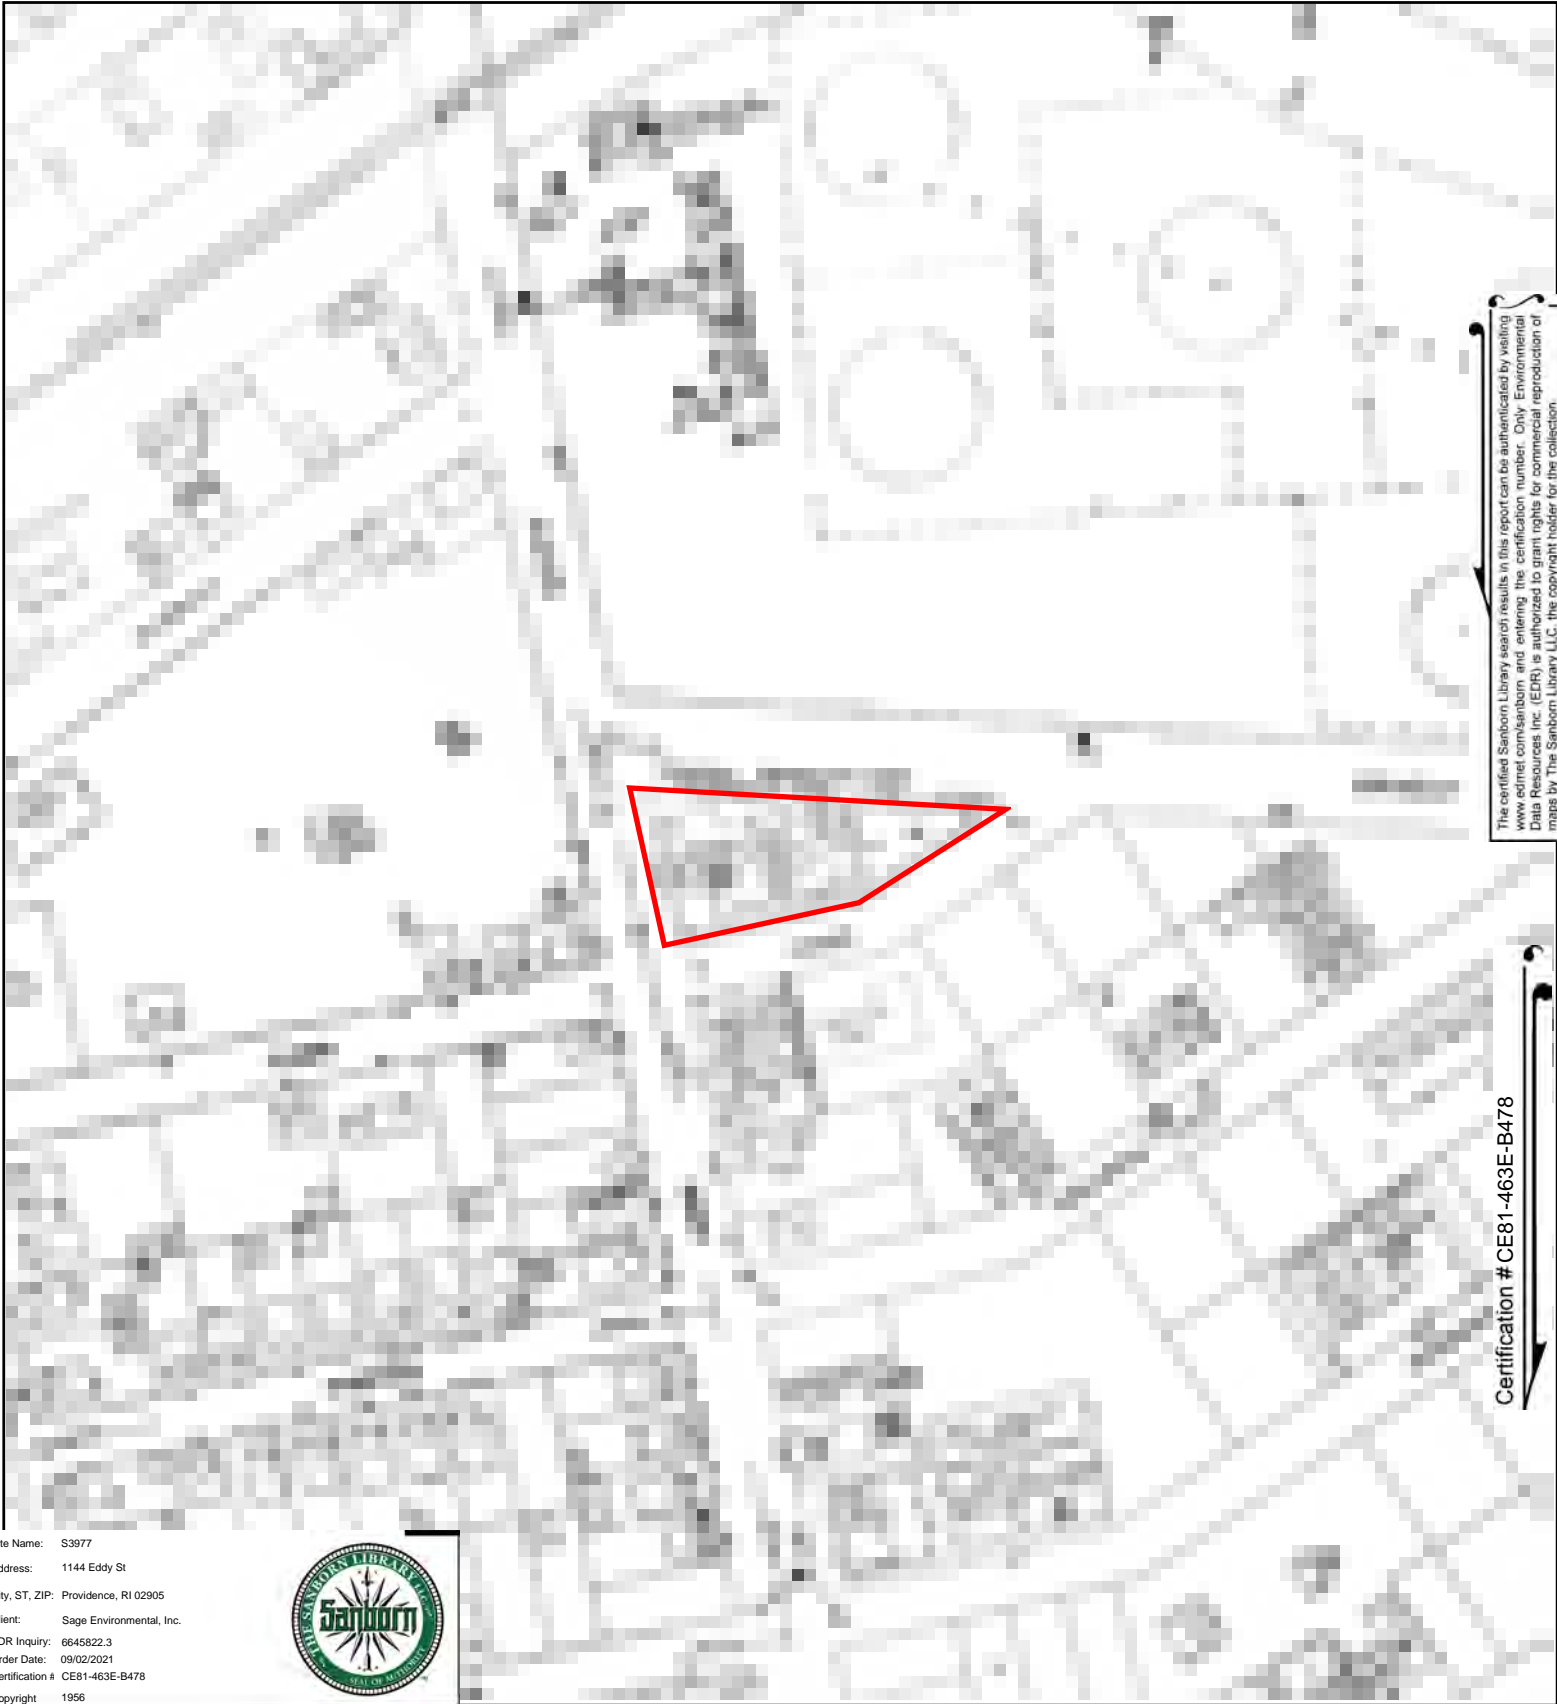 The certified Sanborn Library search results in this report can be authenticated by visiting
www.edrnet.com/sanborn and entering the certification number. Only Environmental
Data Resources Inc. (EDR) is authorized to grant rights for commercial reproduction of
maps by The Sanborn Library LLC, the copyright holder for the collection.
Certification # CE81-463E-B478
te Name: S3977
ddress: 1144 Eddy St
ty, ST, ZIP: Providence, RI 02905
ient: Sage Environmental, Inc.
DR Inquiry: 6645822.3
rder Date: 09/02/2021
ertification # CE81-463E-B478
opyright 1956
THE SANBORN LIBRARY LLC
Sanborn
SEAL OF AUTHORITY